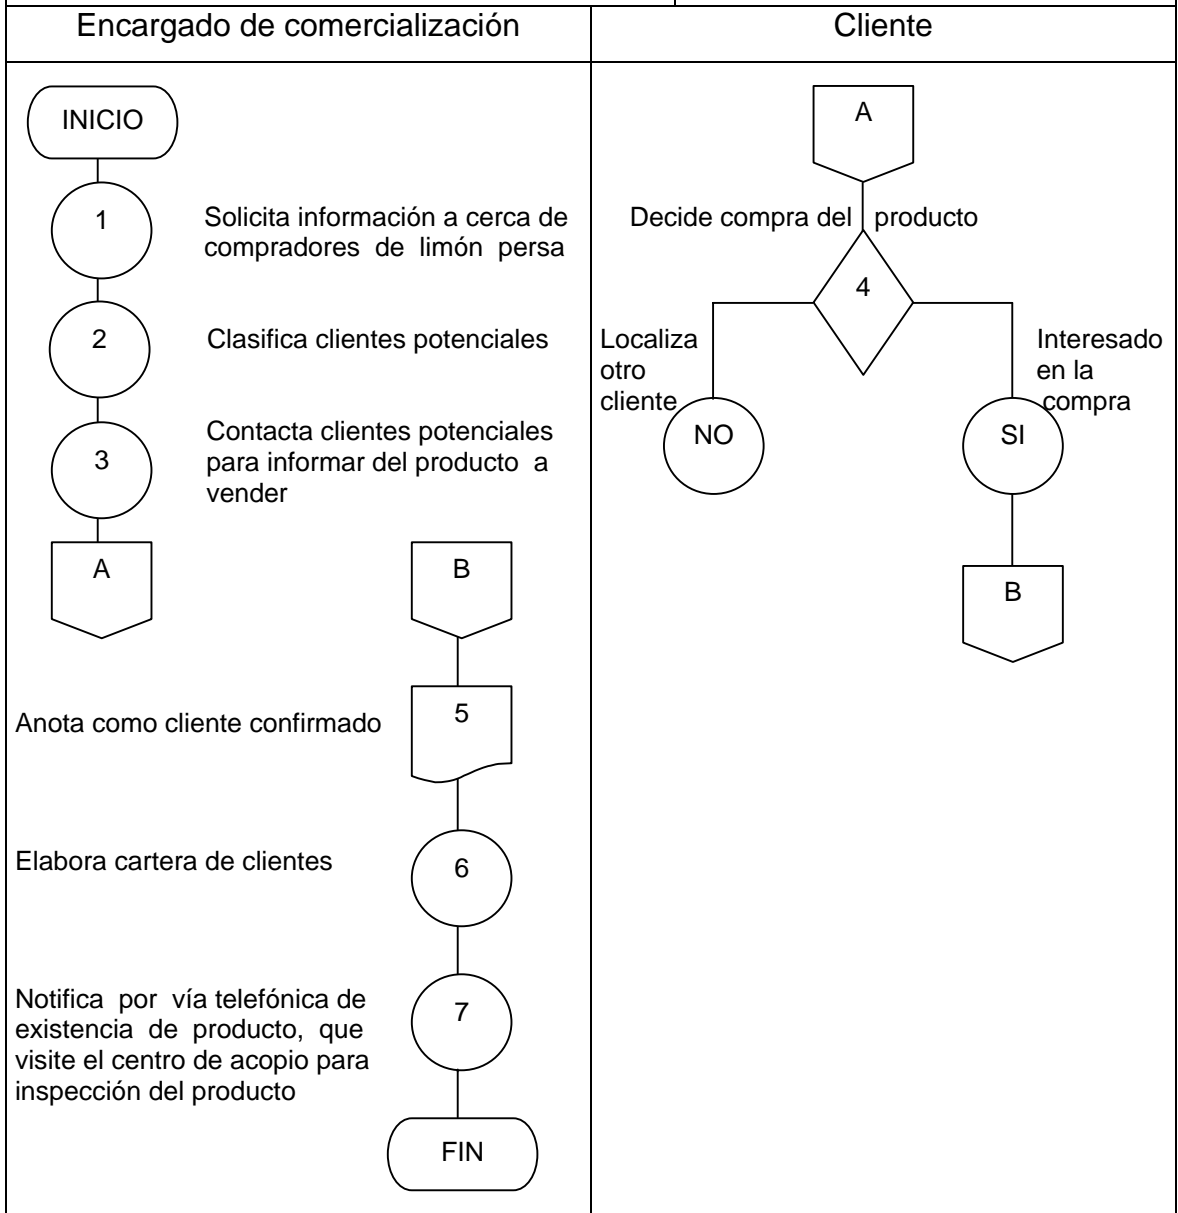 Encargado de comercialización
Cliente
INICIO
1
Solicita información a cerca de
compradores de limón persa
2
Clasifica clientes potenciales
3
Contacta clientes potenciales
para informar del producto a
vender
A
B
Anota como cliente confirmado
5
Elabora cartera de clientes
6
Notifica por vía telefónica de
existencia de producto, que
visite el centro de acopio para
inspección del producto
7
FIN
A
Decide compra del producto
4
Localiza
otro
cliente
NO
Interesado
en la
compra
SI
B